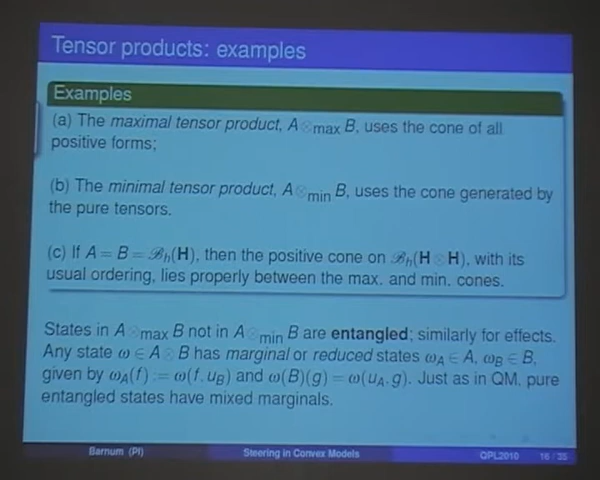 Tensor products: examples
Examples
(a) The maximal tensor product, A ⊗max B, uses the cone of all
positive forms;
(b) The minimal tensor product, A ⊗min B, uses the cone generated by
the pure tensors.
(c) If A = B = ℬh(H), then the positive cone on ℬh(H ⊗ H), with its
usual ordering, lies properly between the max. and min. cones.
States in A ⊗max B not in A ⊗min B are entangled; similarly for effects.
Any state ω ∈ A ⊗ B has marginal or reduced states ωA ∈ A, ωB ∈ B,
given by ωA(f) := ω(f, uB) and ω(B)(g) = ω(uA, g). Just as in QM, pure
entangled states have mixed marginals.
Barnum (PI) Steering in Convex Models QPL2010 16 / 35